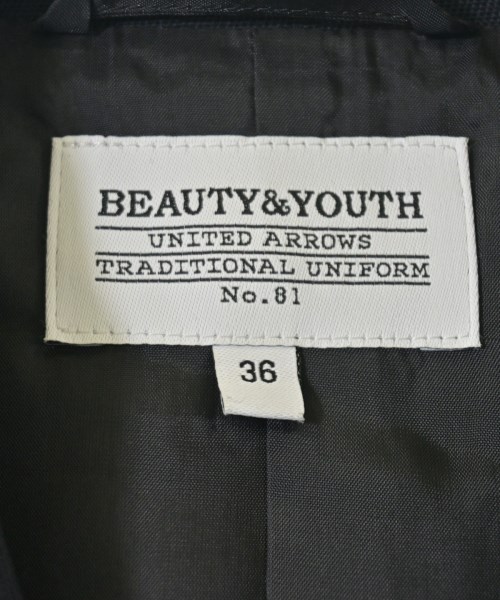 BEAUTY&YOUTH
UNITED ARROWS
TRADITIONAL UNIFORM
No.81
36